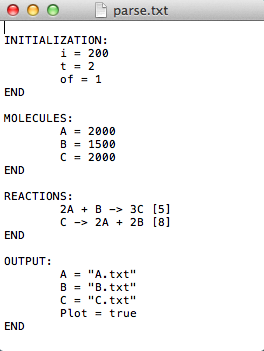 parse.txt
INITIALIZATION:
i = 200
t = 2
of = 1
END
MOLECULES:
A = 2000
B = 1500
C = 2000
END
REACTIONS:
2A + B -> 3C [5]
C -> 2A + 2B [8]
END
OUTPUT:
A = "A.txt"
B = "B.txt"
C = "C.txt"
Plot = true
END